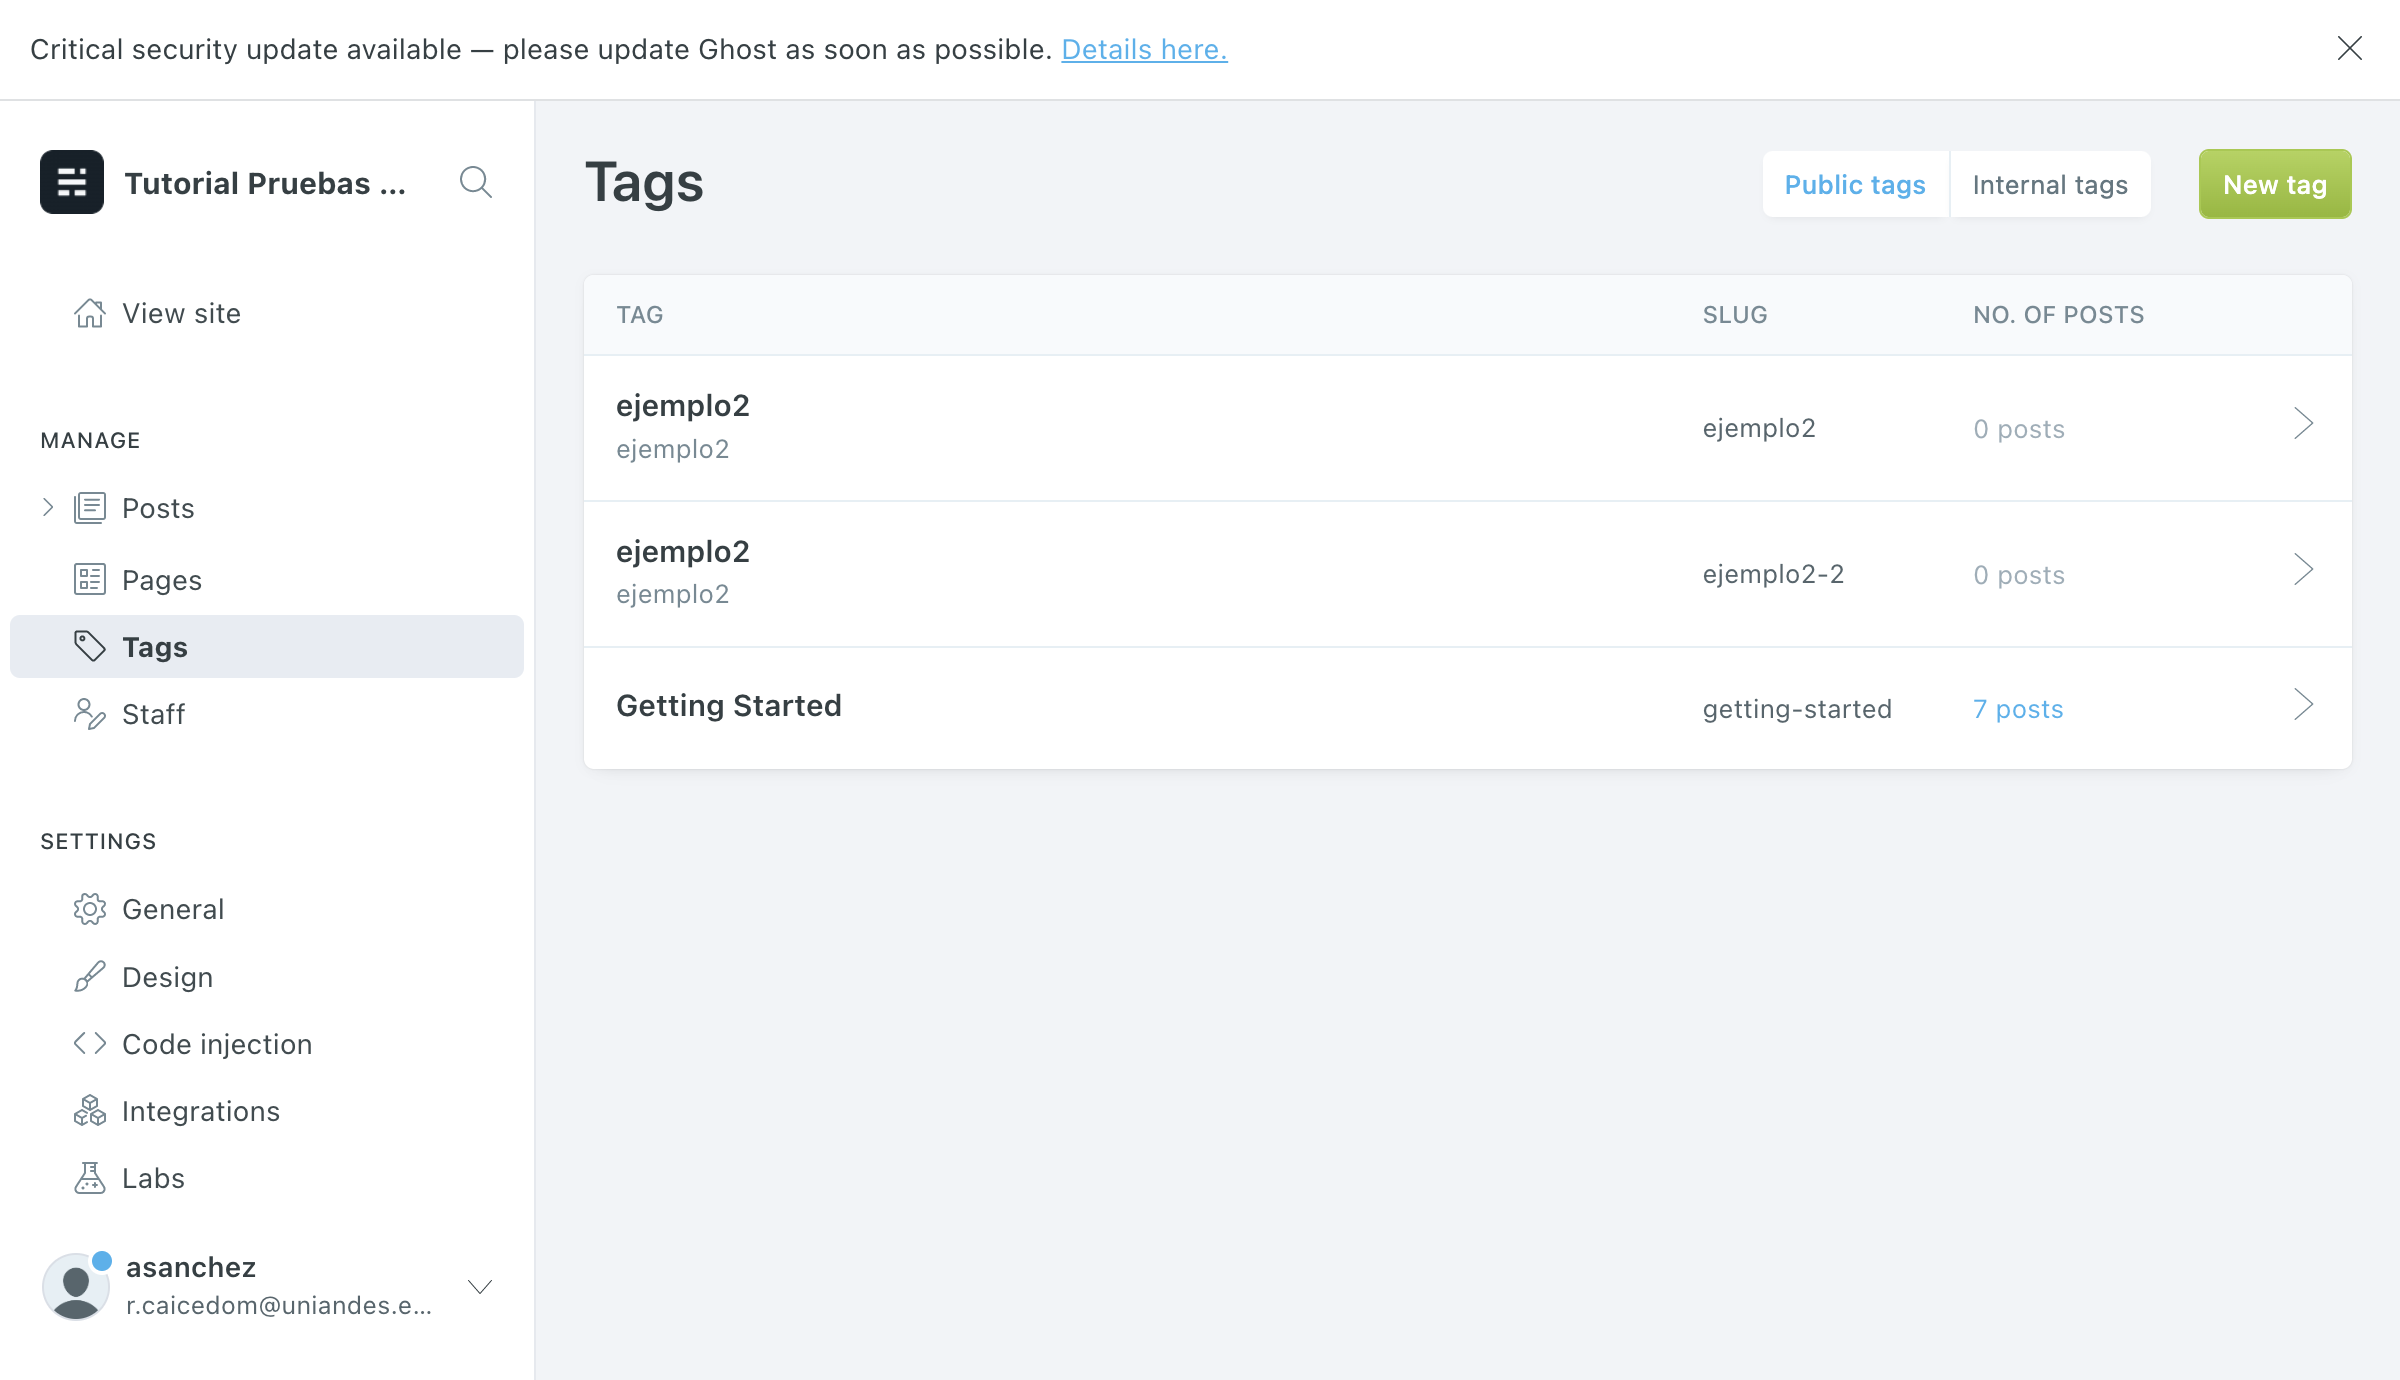 Critical security update available — please update Ghost as soon as possible. Details here.
Tutorial Pruebas ...
View site
MANAGE
Posts
Pages
Tags
Staff
SETTINGS
General
Design
Code injection
Integrations
Labs
asanchez
r.caicedom@uniandes.e...
Tags
Public tags
Internal tags
New tag
TAG SLUG NO. OF POSTS
ejemplo2
ejemplo2
ejemplo2
0 posts
ejemplo2
ejemplo2
ejemplo2-2
0 posts
Getting Started
getting-started
7 posts